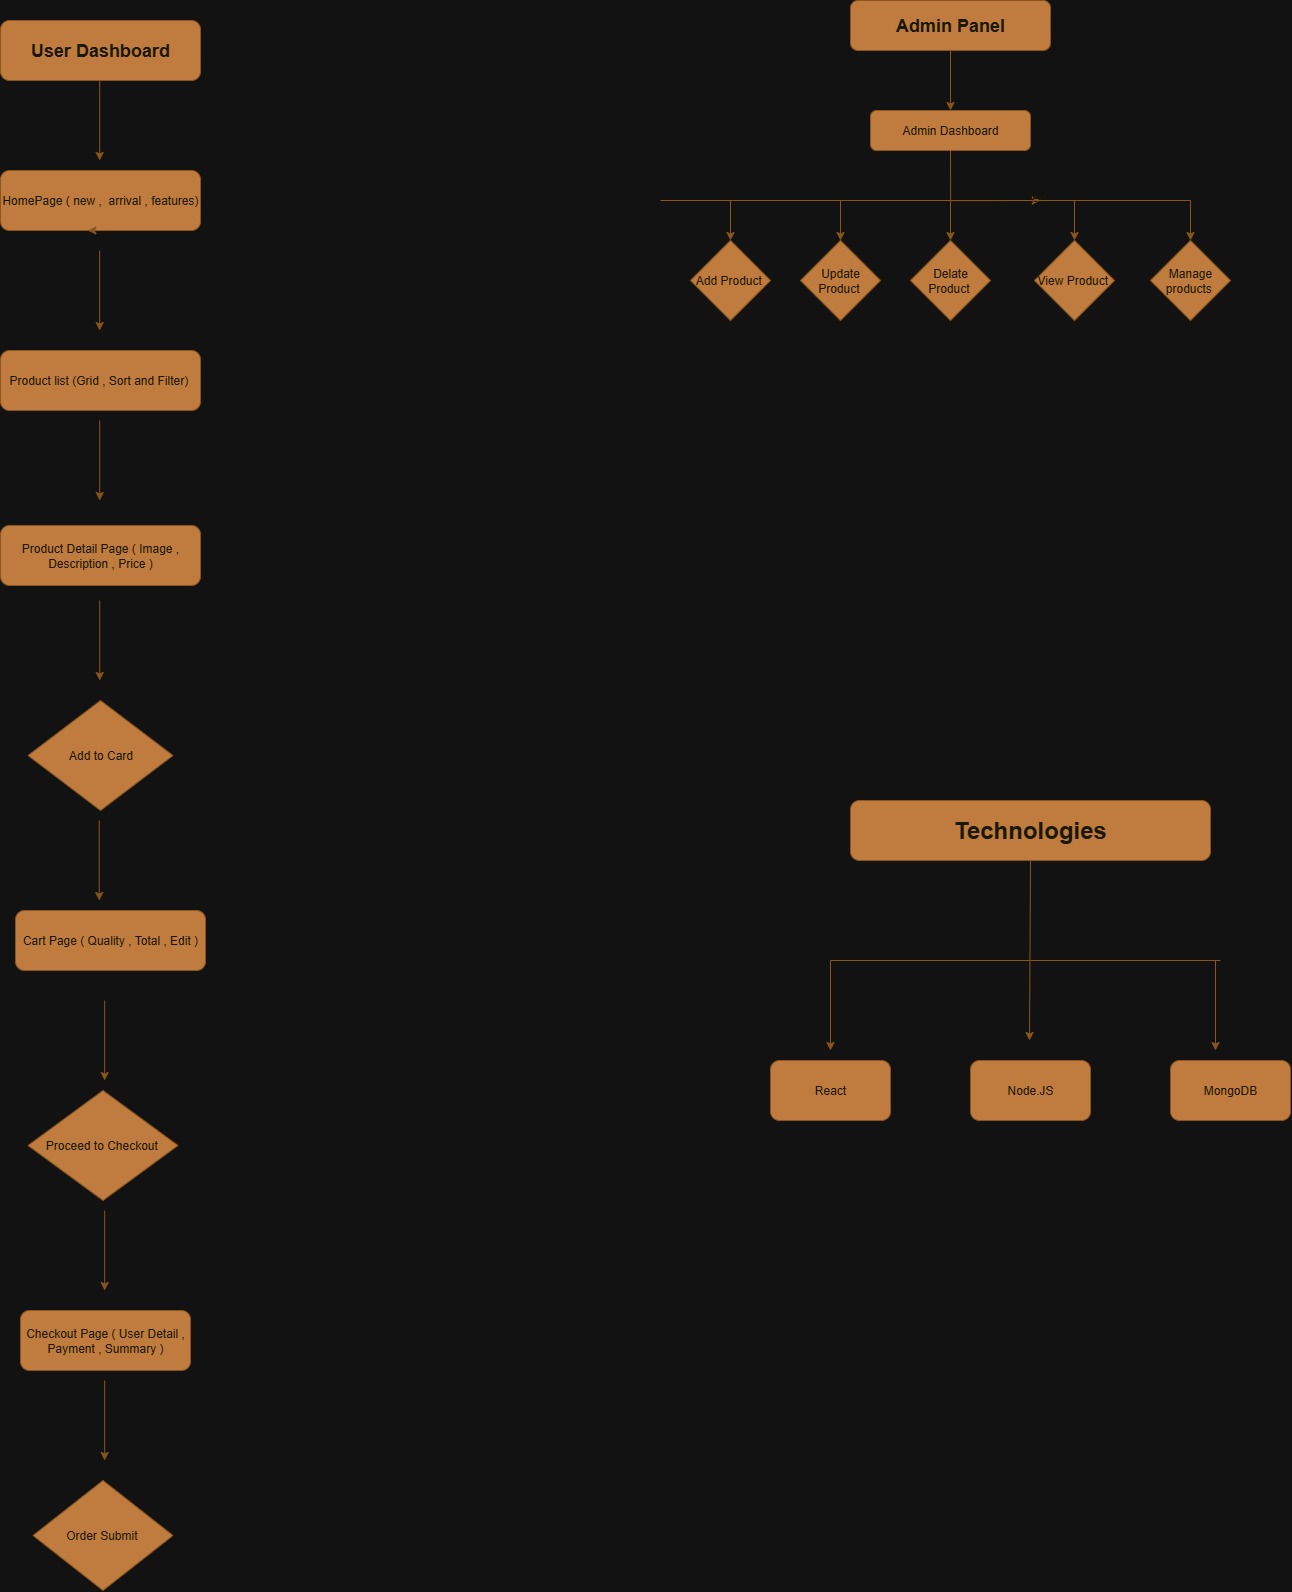 User Dashboard
HomePage ( new ,  arrival , features)
Product list (Grid , Sort and Filter)
Product Detail Page ( Image ,
Description , Price )
Add to Card
Cart Page ( Quality , Total , Edit )
Proceed to Checkout
Checkout Page ( User Detail ,
Payment , Summary )
Order Submit
Admin Panel
Admin Dashboard
Add Product
Update
Product
Delate
Product
View Product
Manage
products
Technologies
React
Node.JS
MongoDB